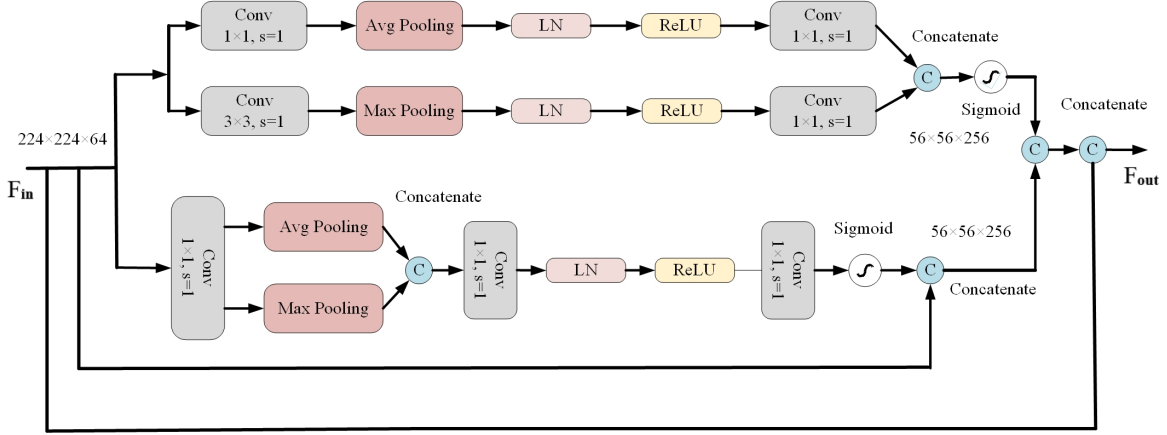 Conv
1×1, s=1
Avg Pooling
LN
ReLU
Conv
1×1, s=1
Concatenate
C
Sigmoid
Conv
3×3, s=1
Max Pooling
LN
ReLU
Conv
1×1, s=1
56×56×256
Concatenate
C
C
Fout
224×224×64
Fin
Conv
1×1, s=1
Avg Pooling
Max Pooling
Concatenate
C
Conv
1×1, s=1
LN
ReLU
Conv
1×1, s=1
Sigmoid
56×56×256
C
Concatenate